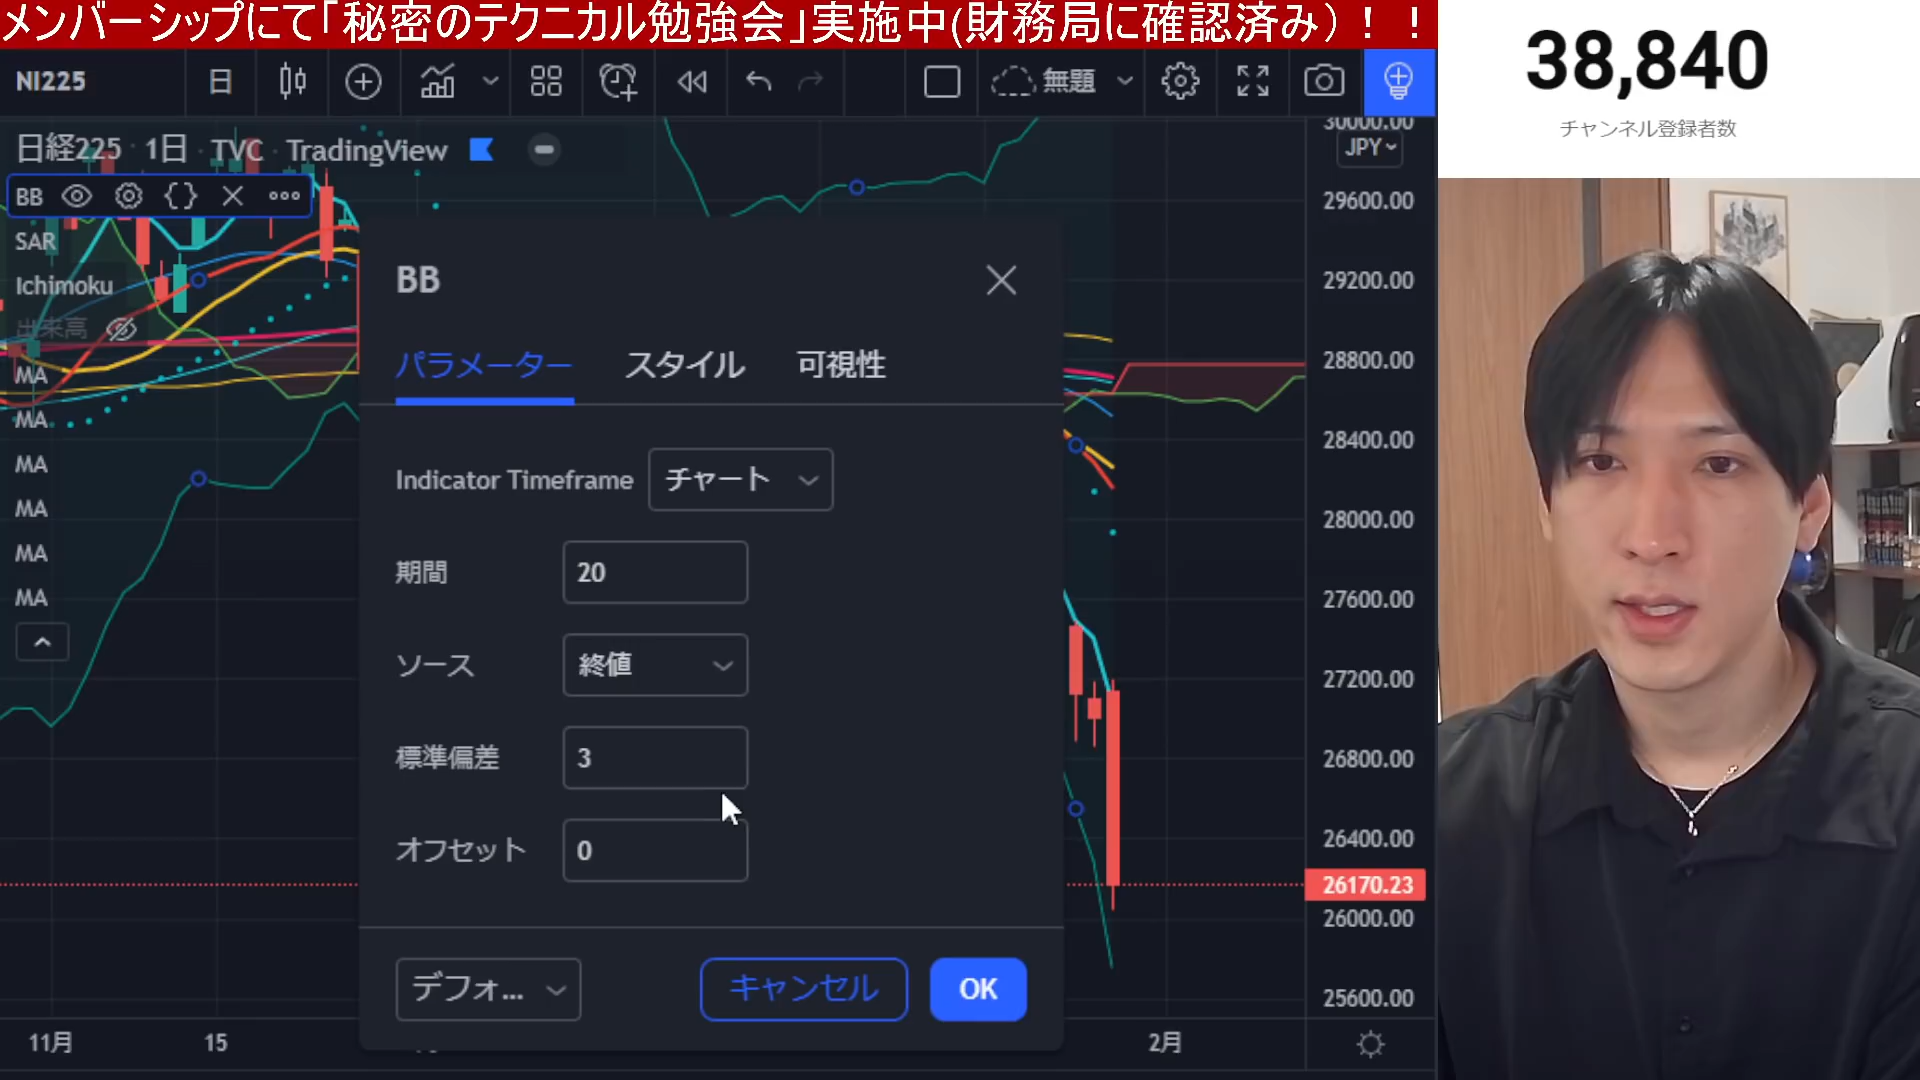 メンバーシップにて「秘密のテクニカル勉強会」実施中(財務局に確認済み）！！
38,840
チャンネル登録者数
NI225
日
無題
日経225 · 1日 · TVC · TradingView
BB
SAR
Ichimoku
出来高
MA
MA
MA
MA
MA
MA
BB
パラメーター スタイル 可視性
Indicator Timeframe チャート
期間 20
ソース 終値
標準偏差 3
オフセット 0
デフォ... キャンセル OK
30000.00
JPY
29600.00
29200.00
28800.00
28400.00
28000.00
27600.00
27200.00
26800.00
26400.00
26170.23
26000.00
25600.00
11月 15 2月